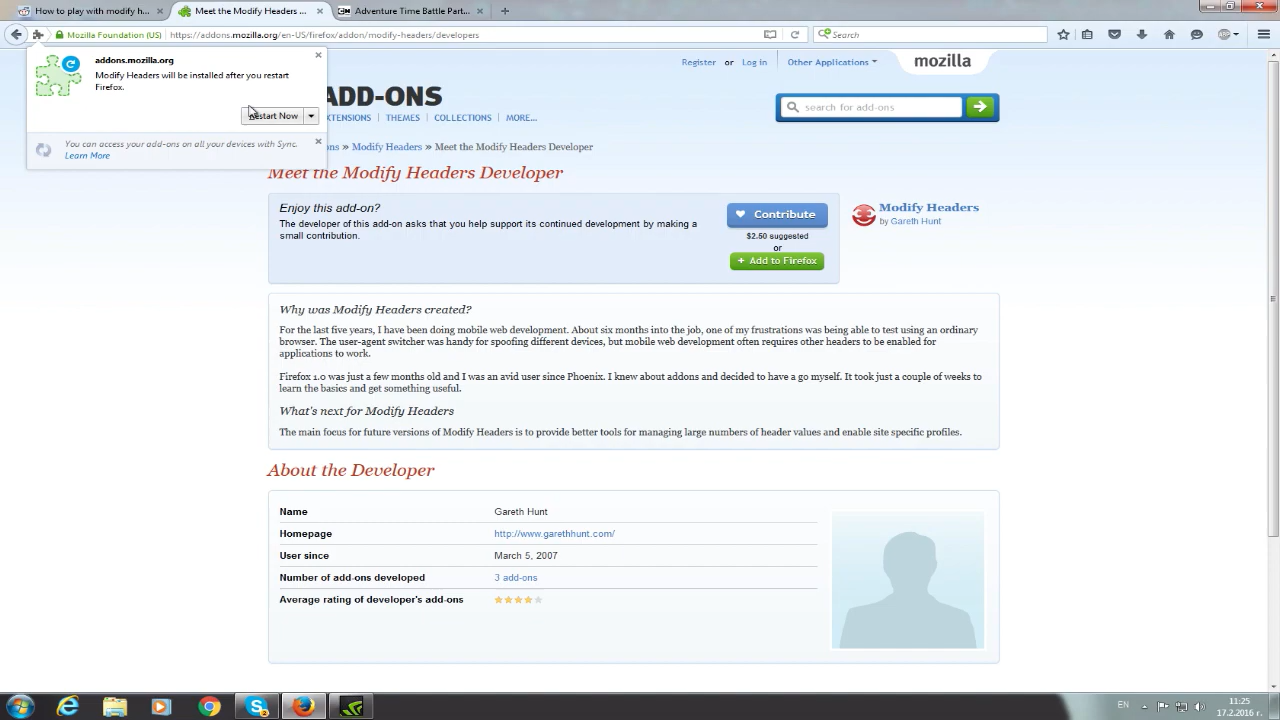 How to play with modify h...
Meet the Modify Headers ...
Adventure Time Battle Part...
Mozilla Foundation (US)
https://addons.mozilla.org/en-US/firefox/addon/modify-headers/developers
Search
addons.mozilla.org
Modify Headers will be installed after you restart
Firefox.
Restart Now
You can access your add-ons on all your devices with Sync.
Learn More
Register or Log in
Other Applications
mozilla
ADD-ONS
EXTENSIONS THEMES COLLECTIONS MORE...
search for add-ons
» Modify Headers » Meet the Modify Headers Developer
Meet the Modify Headers Developer
Enjoy this add-on?
The developer of this add-on asks that you help support its continued development by making a
small contribution.
Contribute
$2.50 suggested
or
+ Add to Firefox
Modify Headers
by Gareth Hunt
Why was Modify Headers created?
For the last five years, I have been doing mobile web development. About six months into the job, one of my frustrations was being able to test using an ordinary
browser. The user-agent switcher was handy for spoofing different devices, but mobile web development often requires other headers to be enabled for
applications to work.
Firefox 1.0 was just a few months old and I was an avid user since Phoenix. I knew about addons and decided to have a go myself. It took just a couple of weeks to
learn the basics and get something useful.
What's next for Modify Headers
The main focus for future versions of Modify Headers is to provide better tools for managing large numbers of header values and enable site specific profiles.
About the Developer
Name Gareth Hunt
Homepage http://www.garethhunt.com/
User since March 5, 2007
Number of add-ons developed 3 add-ons
Average rating of developer's add-ons
EN
11:25
17.2.2016 г.